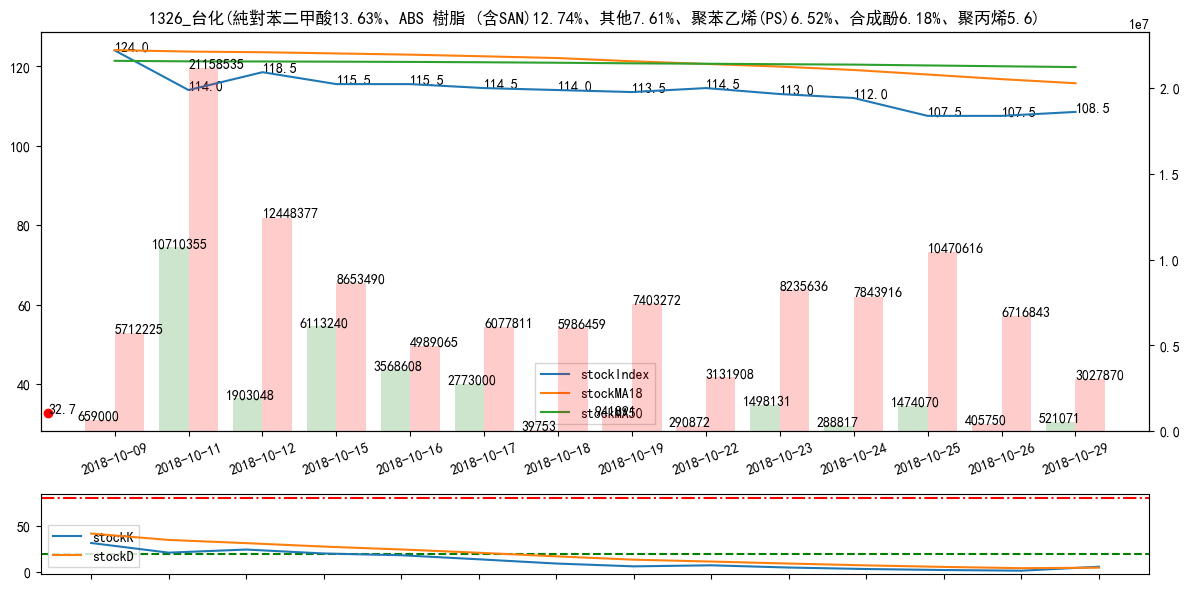 1326_台化(純對苯二甲酸13.63%、ABS 樹脂 (含SAN)12.74%、其他7.61%、聚苯乙烯(PS)6.52%、合成酚6.18%、聚丙烯5.6)
1e7
124.0 114.0 118.5 115.5 115.5 114.5 114.0 113.5 114.5 113.0 112.0 107.5 107.5 108.5
120
100
80
60
40
2.0
1.5
1.0
0.5
0.0
32.7
659000 10710355 1903048 6113240 3568608 2773000 39753 290872 1498131 288817 1474070 405750 521071
5712225 21158535 12448377 8653490 4989065 6077811 5986459 7403272 3131908 8235636 7843916 10470616 6716843 3027870
stockIndex
stockMA18
stockMA50
2018-10-09 2018-10-11 2018-10-12 2018-10-15 2018-10-16 2018-10-17 2018-10-18 2018-10-19 2018-10-22 2018-10-23 2018-10-24 2018-10-25 2018-10-26 2018-10-29
50
0
stockK
stockD